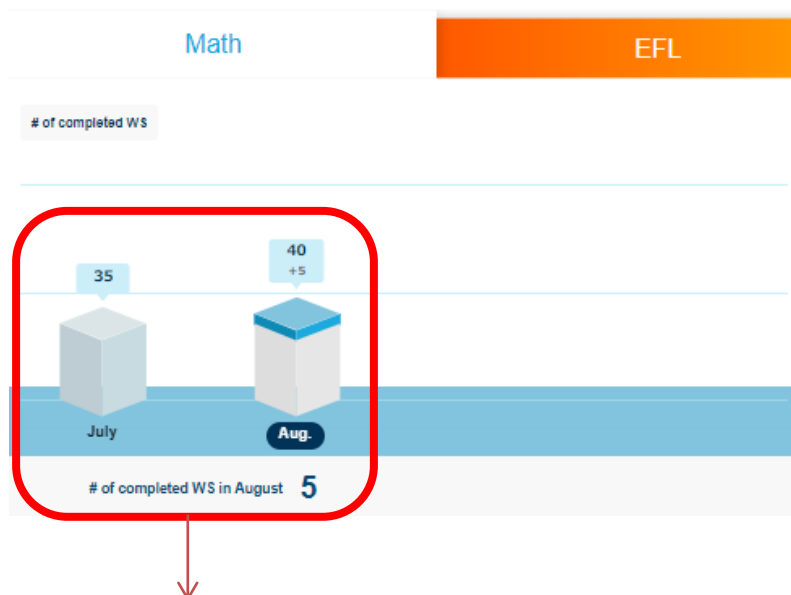 Math
EFL
# of completed WS
35
40
+5
July
Aug.
# of completed WS in August 5